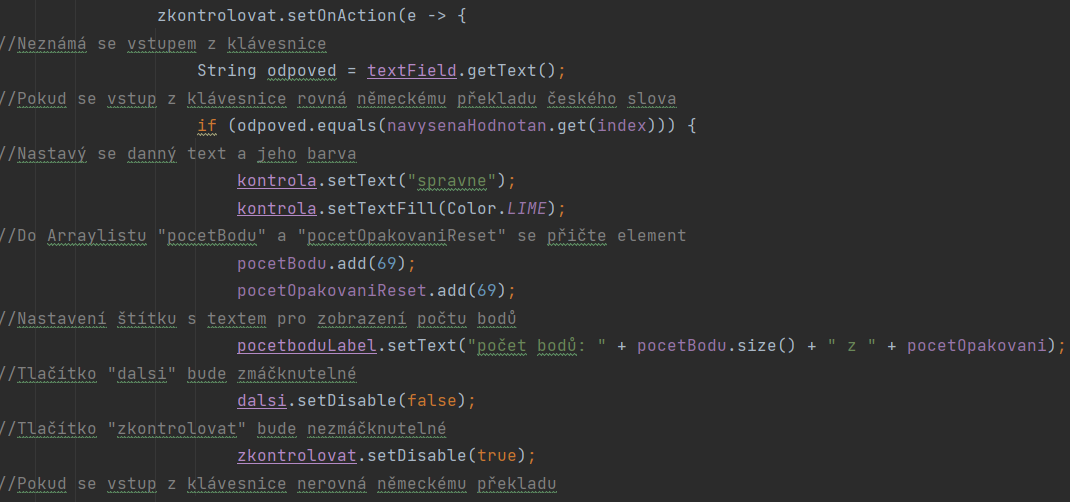 zkontrolovat.setOnAction(e -> {
//Neznámá se vstupem z klávesnice
String odpoved = textField.getText();
//Pokud se vstup z klávesnice rovná německému překladu českého slova
if (odpoved.equals(navysenaHodnotan.get(index))) {
//Nastavý se danný text a jeho barva
kontrola.setText("spravne");
kontrola.setTextFill(Color.LIME);
//Do Arraylistu "pocetBodu" a "pocetOpakovaniReset" se přičte element
pocetBodu.add(69);
pocetOpakovaniReset.add(69);
//Nastavení štítku s textem pro zobrazení počtu bodů
pocetboduLabel.setText("počet bodů: " + pocetBodu.size() + " z " + pocetOpakovani);
//Tlačítko "dalsi" bude zmáčknutelné
dalsi.setDisable(false);
//Tlačítko "zkontrolovat" bude nezmáčknutelné
zkontrolovat.setDisable(true);
//Pokud se vstup z klávesnice nerovná německému překladu